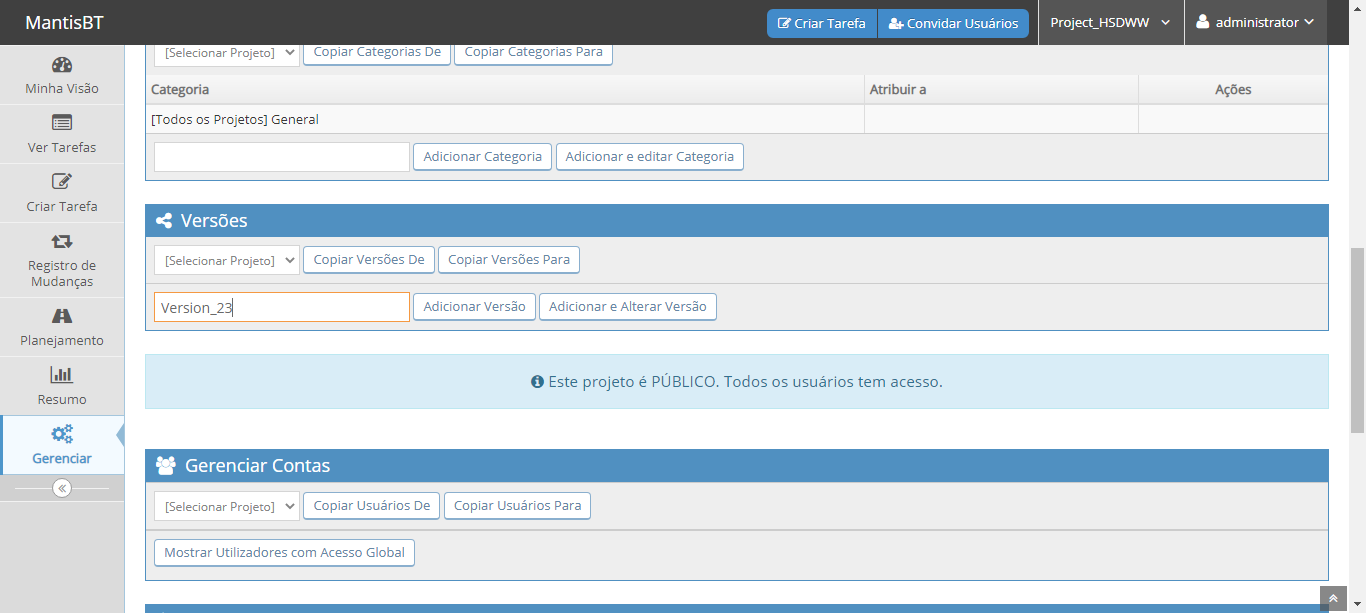 MantisBT
Criar Tarefa
Convidar Usuários
Project_HSDWW
administrator
Minha Visão
Ver Tarefas
Criar Tarefa
Registro de
Mudanças
Planejamento
Resumo
Gerenciar
[Selecionar Projeto] Copiar Categorias De Copiar Categorias Para
Categoria Atribuir a Ações
[Todos os Projetos] General
Adicionar Categoria Adicionar e editar Categoria
Versões
[Selecionar Projeto] Copiar Versões De Copiar Versões Para
Version_23 Adicionar Versão Adicionar e Alterar Versão
Este projeto é PÚBLICO. Todos os usuários tem acesso.
Gerenciar Contas
[Selecionar Projeto] Copiar Usuários De Copiar Usuários Para
Mostrar Utilizadores com Acesso Global